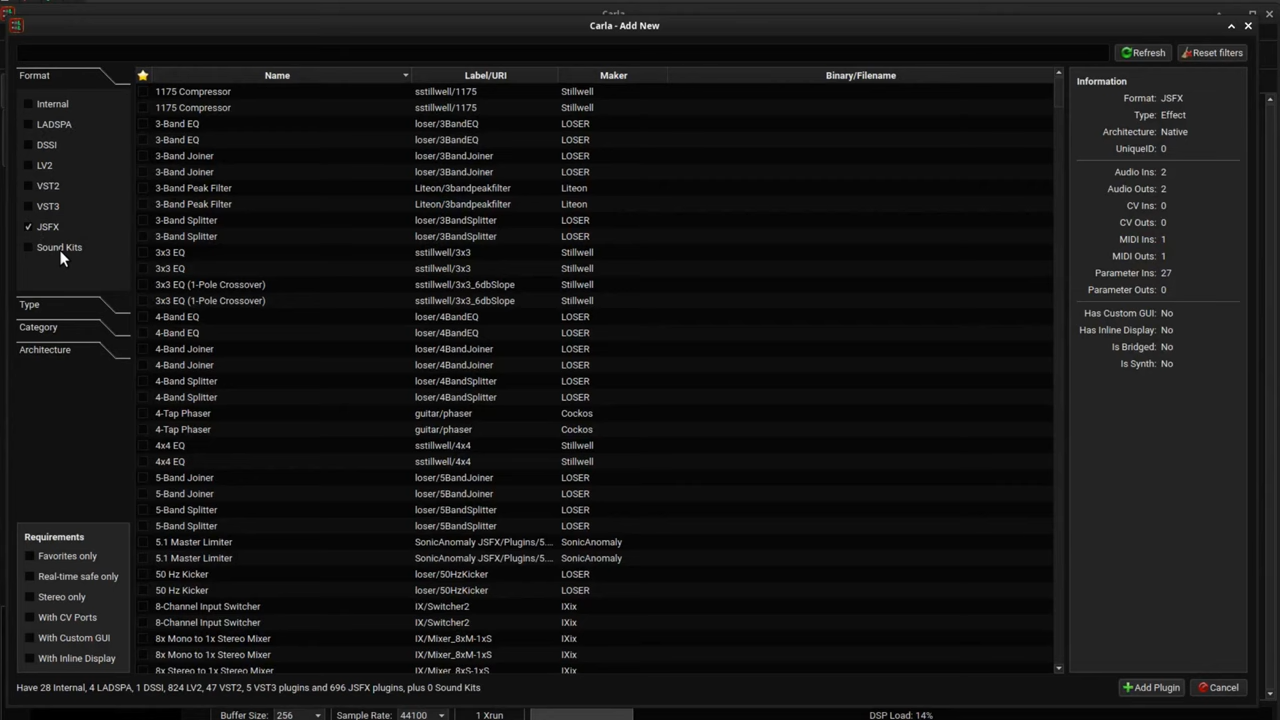 Carla
Carla - Add New
Refresh
Reset filters
Format
Internal
LADSPA
DSSI
LV2
VST2
VST3
JSFX
Sound Kits
Type
Category
Architecture
Requirements
Favorites only
Real-time safe only
Stereo only
With CV Ports
With Custom GUI
With Inline Display
Name Label/URI Maker Binary/Filename
1175 Compressor sstillwell/1175 Stillwell
1175 Compressor sstillwell/1175 Stillwell
3-Band EQ loser/3BandEQ LOSER
3-Band EQ loser/3BandEQ LOSER
3-Band Joiner loser/3BandJoiner LOSER
3-Band Joiner loser/3BandJoiner LOSER
3-Band Peak Filter Liteon/3bandpeakfilter Liteon
3-Band Peak Filter Liteon/3bandpeakfilter Liteon
3-Band Splitter loser/3BandSplitter LOSER
3-Band Splitter loser/3BandSplitter LOSER
3x3 EQ sstillwell/3x3 Stillwell
3x3 EQ sstillwell/3x3 Stillwell
3x3 EQ (1-Pole Crossover) sstillwell/3x3_6dbSlope Stillwell
3x3 EQ (1-Pole Crossover) sstillwell/3x3_6dbSlope Stillwell
4-Band EQ loser/4BandEQ LOSER
4-Band EQ loser/4BandEQ LOSER
4-Band Joiner loser/4BandJoiner LOSER
4-Band Joiner loser/4BandJoiner LOSER
4-Band Splitter loser/4BandSplitter LOSER
4-Band Splitter loser/4BandSplitter LOSER
4-Tap Phaser guitar/phaser Cockos
4-Tap Phaser guitar/phaser Cockos
4x4 EQ sstillwell/4x4 Stillwell
4x4 EQ sstillwell/4x4 Stillwell
5-Band Joiner loser/5BandJoiner LOSER
5-Band Joiner loser/5BandJoiner LOSER
5-Band Splitter loser/5BandSplitter LOSER
5-Band Splitter loser/5BandSplitter LOSER
5.1 Master Limiter SonicAnomaly JSFX/Plugins/5.... SonicAnomaly
5.1 Master Limiter SonicAnomaly JSFX/Plugins/5.... SonicAnomaly
50 Hz Kicker loser/50HzKicker LOSER
50 Hz Kicker loser/50HzKicker LOSER
8-Channel Input Switcher IX/Switcher2 IXix
8-Channel Input Switcher IX/Switcher2 IXix
8x Mono to 1x Stereo Mixer IX/Mixer_8xM-1xS IXix
8x Mono to 1x Stereo Mixer IX/Mixer_8xM-1xS IXix
8x Stereo to 1x Stereo Mixer IX/Mixer_8xS-1xS IXix
Information
Format: JSFX
Type: Effect
Architecture: Native
UniqueID: 0
Audio Ins: 2
Audio Outs: 2
CV Ins: 0
CV Outs: 0
MIDI Ins: 1
MIDI Outs: 1
Parameter Ins: 27
Parameter Outs: 0
Has Custom GUI: No
Has Inline Display: No
Is Bridged: No
Is Synth: No
Have 28 Internal, 4 LADSPA, 1 DSSI, 824 LV2, 47 VST2, 5 VST3 plugins and 696 JSFX plugins, plus 0 Sound Kits
Add Plugin
Cancel
Buffer Size: 256 Sample Rate: 44100 1 Xrun DSP Load: 14%